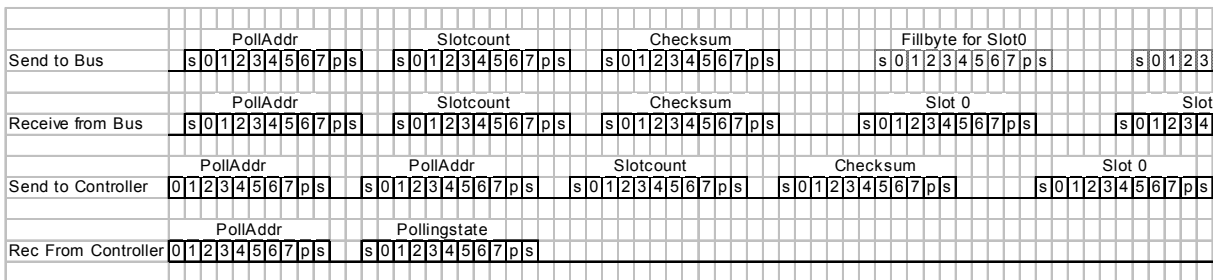 PollAddr Slotcount Checksum Fillbyte for Slot0
Send to Bus s 0 1 2 3 4 5 6 7 p s s 0 1 2 3 4 5 6 7 p s s 0 1 2 3 4 5 6 7 p s s 0 1 2 3 4 5 6 7 p s s 0 1 2 3
PollAddr Slotcount Checksum Slot 0 Slot
Receive from Bus s 0 1 2 3 4 5 6 7 p s s 0 1 2 3 4 5 6 7 p s s 0 1 2 3 4 5 6 7 p s s 0 1 2 3 4 5 6 7 p s s 0 1 2 3 4
PollAddr PollAddr Slotcount Checksum Slot 0
Send to Controller 0 1 2 3 4 5 6 7 p s s 0 1 2 3 4 5 6 7 p s s 0 1 2 3 4 5 6 7 p s s 0 1 2 3 4 5 6 7 p s s 0 1 2 3 4 5 6 7 p s
PollAddr Pollingstate
Rec From Controller 0 1 2 3 4 5 6 7 p s s 0 1 2 3 4 5 6 7 p s